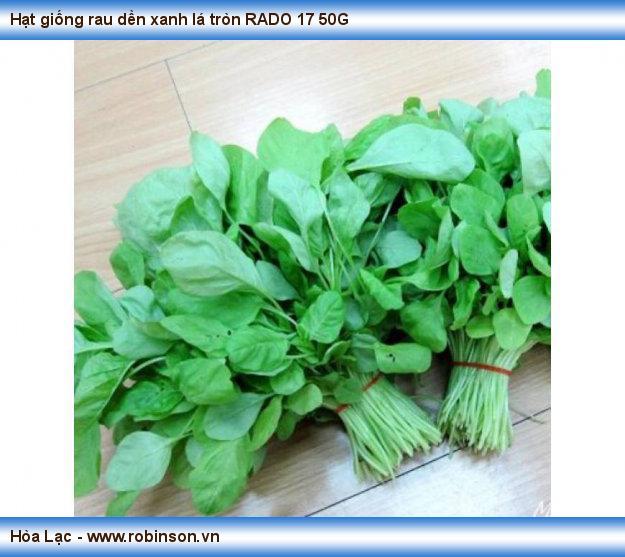 Hạt giống rau dền xanh lá tròn RADO 17 50G
Hòa Lạc - www.robinson.vn